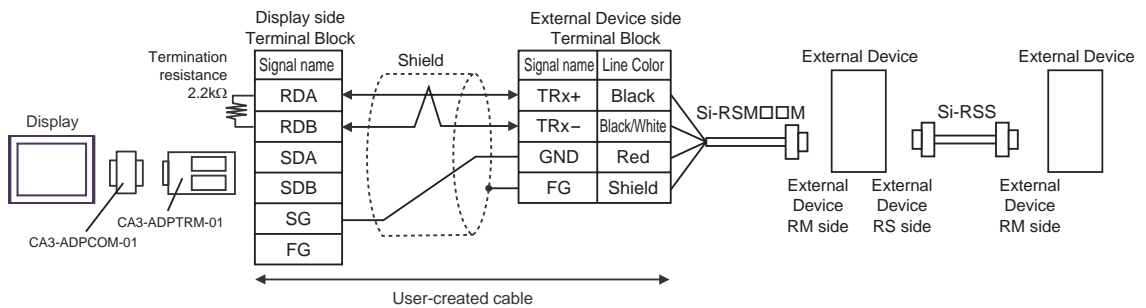 Display side
Terminal Block
External Device side
Terminal Block
Termination
resistance
2.2kΩ
Shield
Signal name
Signal name
Line Color
RDA
TRx+
Black
RDB
TRx−
Black/White
SDA
GND
Red
SDB
FG
Shield
SG
FG
Display
CA3-ADPCOM-01
CA3-ADPTRM-01
User-created cable
Si-RSM□□M
External Device
Si-RSS
External Device
External
Device
RM side
External
Device
RS side
External
Device
RM side